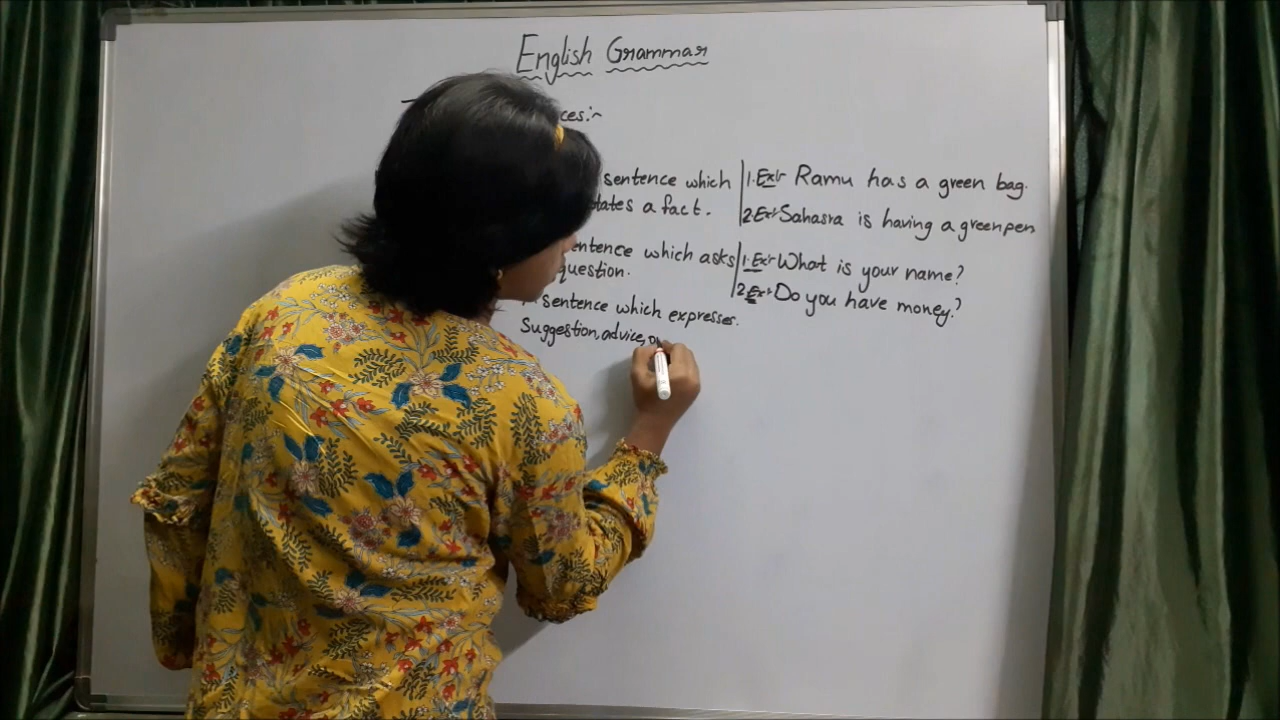 English Grammar
ces:~
sentence which
tates a fact.
1. Ex:- Ramu has a green bag.
2. Ex:- Sahasra is having a green pen
entence which asks
question.
1. Ex:- What is your name?
2. Ex:- Do you have money?
sentence which expresses.
Suggestion, advice, o